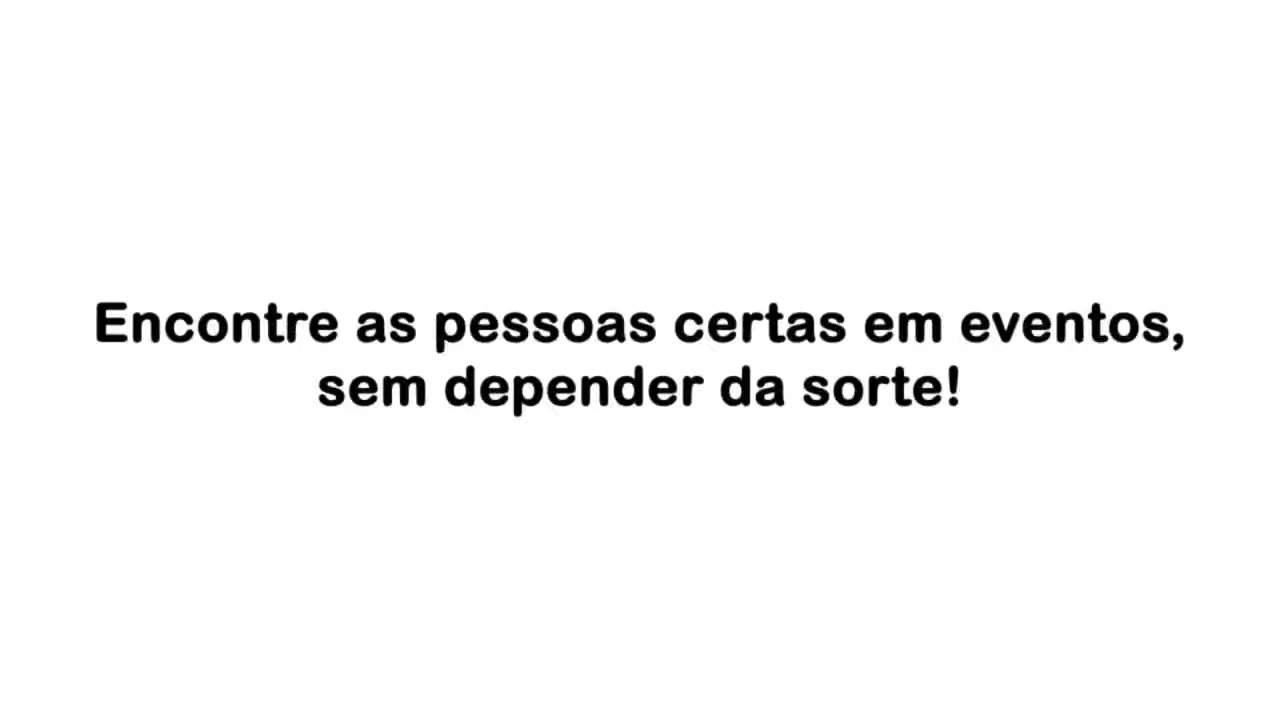 Encontre as pessoas certas em eventos,
sem depender da sorte!